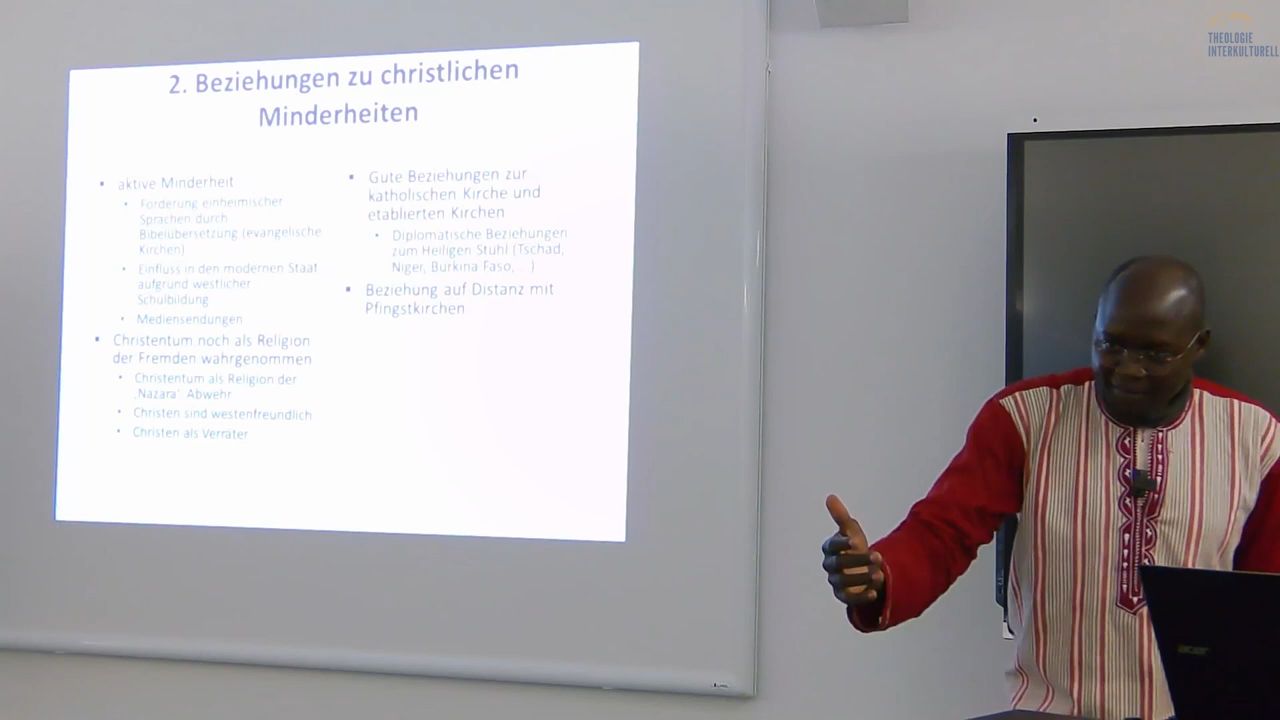 2. Beziehungen zu christlichen
Minderheiten
▪ aktive Minderheit
• Förderung einheimischer
Sprachen durch
Bibelübersetzung (evangelische
Kirchen)
• Einfluss in den modernen Staat
aufgrund westlicher
Schulbildung
• Mediensendungen
▪ Christentum noch als Religion
der Fremden wahrgenommen
• Christentum als Religion der
‚Nazara‘ Abwehr
• Christen sind westenfreundlich
• Christen als Verräter
▪ Gute Beziehungen zur
katholischen Kirche und
etablierten Kirchen
• Diplomatische Beziehungen
zum Heiligen Stuhl (Tschad,
Niger, Burkina Faso, ...)
▪ Beziehung auf Distanz mit
Pfingstkirchen
THEOLOGIE
INTERKULTURELL
acer